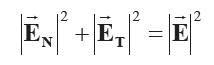 |E⃗_N|² + |E⃗_T|² = |E⃗|²